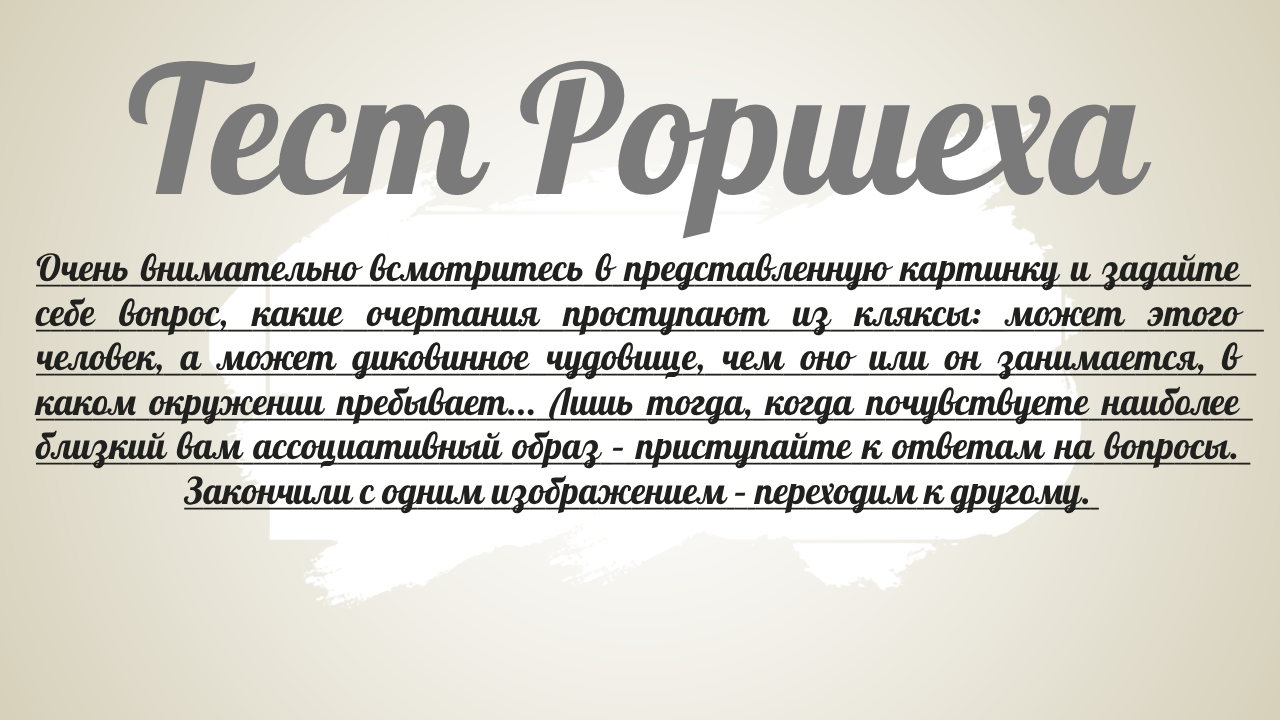 Тест Роршеха
Очень внимательно всмотритесь в представленную картинку и задайте
себе вопрос, какие очертания проступают из кляксы: может этого
человек, а может диковинное чудовище, чем оно или он занимается, в
каком окружении пребывает... Лишь тогда, когда почувствуете наиболее
близкий вам ассоциативный образ - приступайте к ответам на вопросы.
Закончили с одним изображением - переходим к другому.